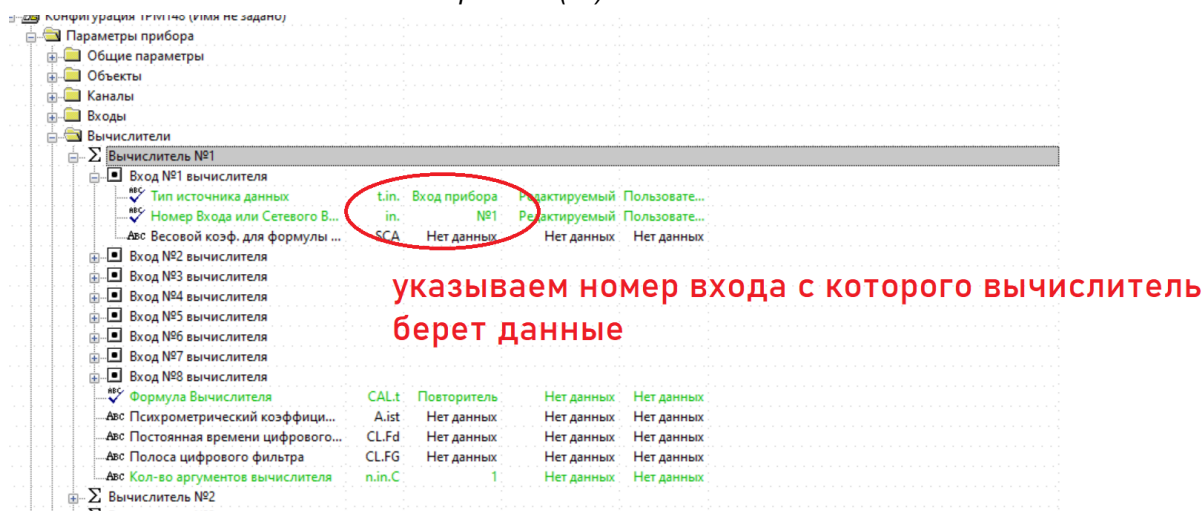 Конфигурация ТРМ148 (Имя не задано)
Параметры прибора
Общие параметры
Объекты
Каналы
Входы
Вычислители
Вычислитель №1
Вход №1 вычислителя
Тип источника данных t.in. Вход прибора Редактируемый Пользовате...
Номер Входа или Сетевого В... in. №1 Редактируемый Пользовате...
Весовой коэф. для формулы ... SCA Нет данных Нет данных Нет данных
Вход №2 вычислителя
Вход №3 вычислителя
Вход №4 вычислителя
Вход №5 вычислителя
Вход №6 вычислителя
Вход №7 вычислителя
Вход №8 вычислителя
указываем номер входа с которого вычислитель
берет данные
Формула Вычислителя CAL.t Повторитель Нет данных Нет данных
Психрометрический коэффици... A.ist Нет данных Нет данных Нет данных
Постоянная времени цифрового... CL.Fd Нет данных Нет данных Нет данных
Полоса цифрового фильтра CL.FG Нет данных Нет данных Нет данных
Кол-во аргументов вычислителя n.in.C 1 Нет данных Нет данных
Вычислитель №2